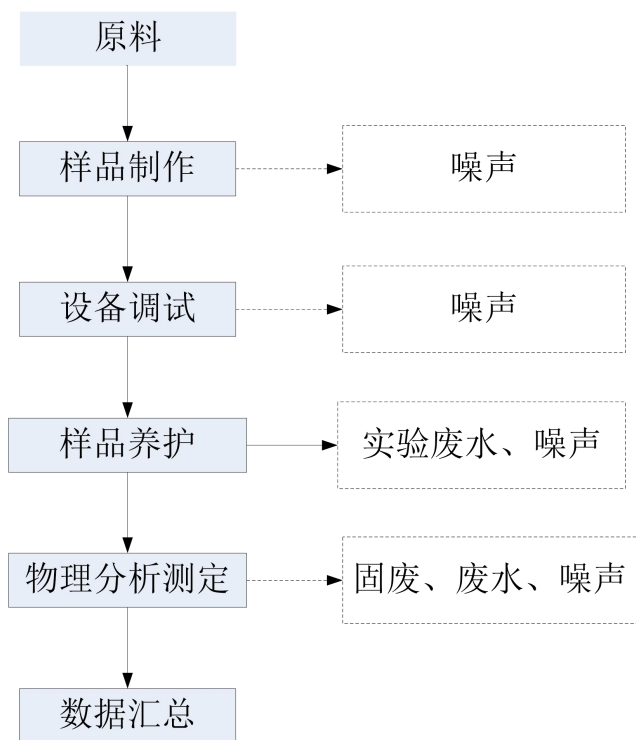 原料
样品制作
噪声
设备调试
噪声
样品养护
实验废水、噪声
物理分析测定
固废、废水、噪声
数据汇总